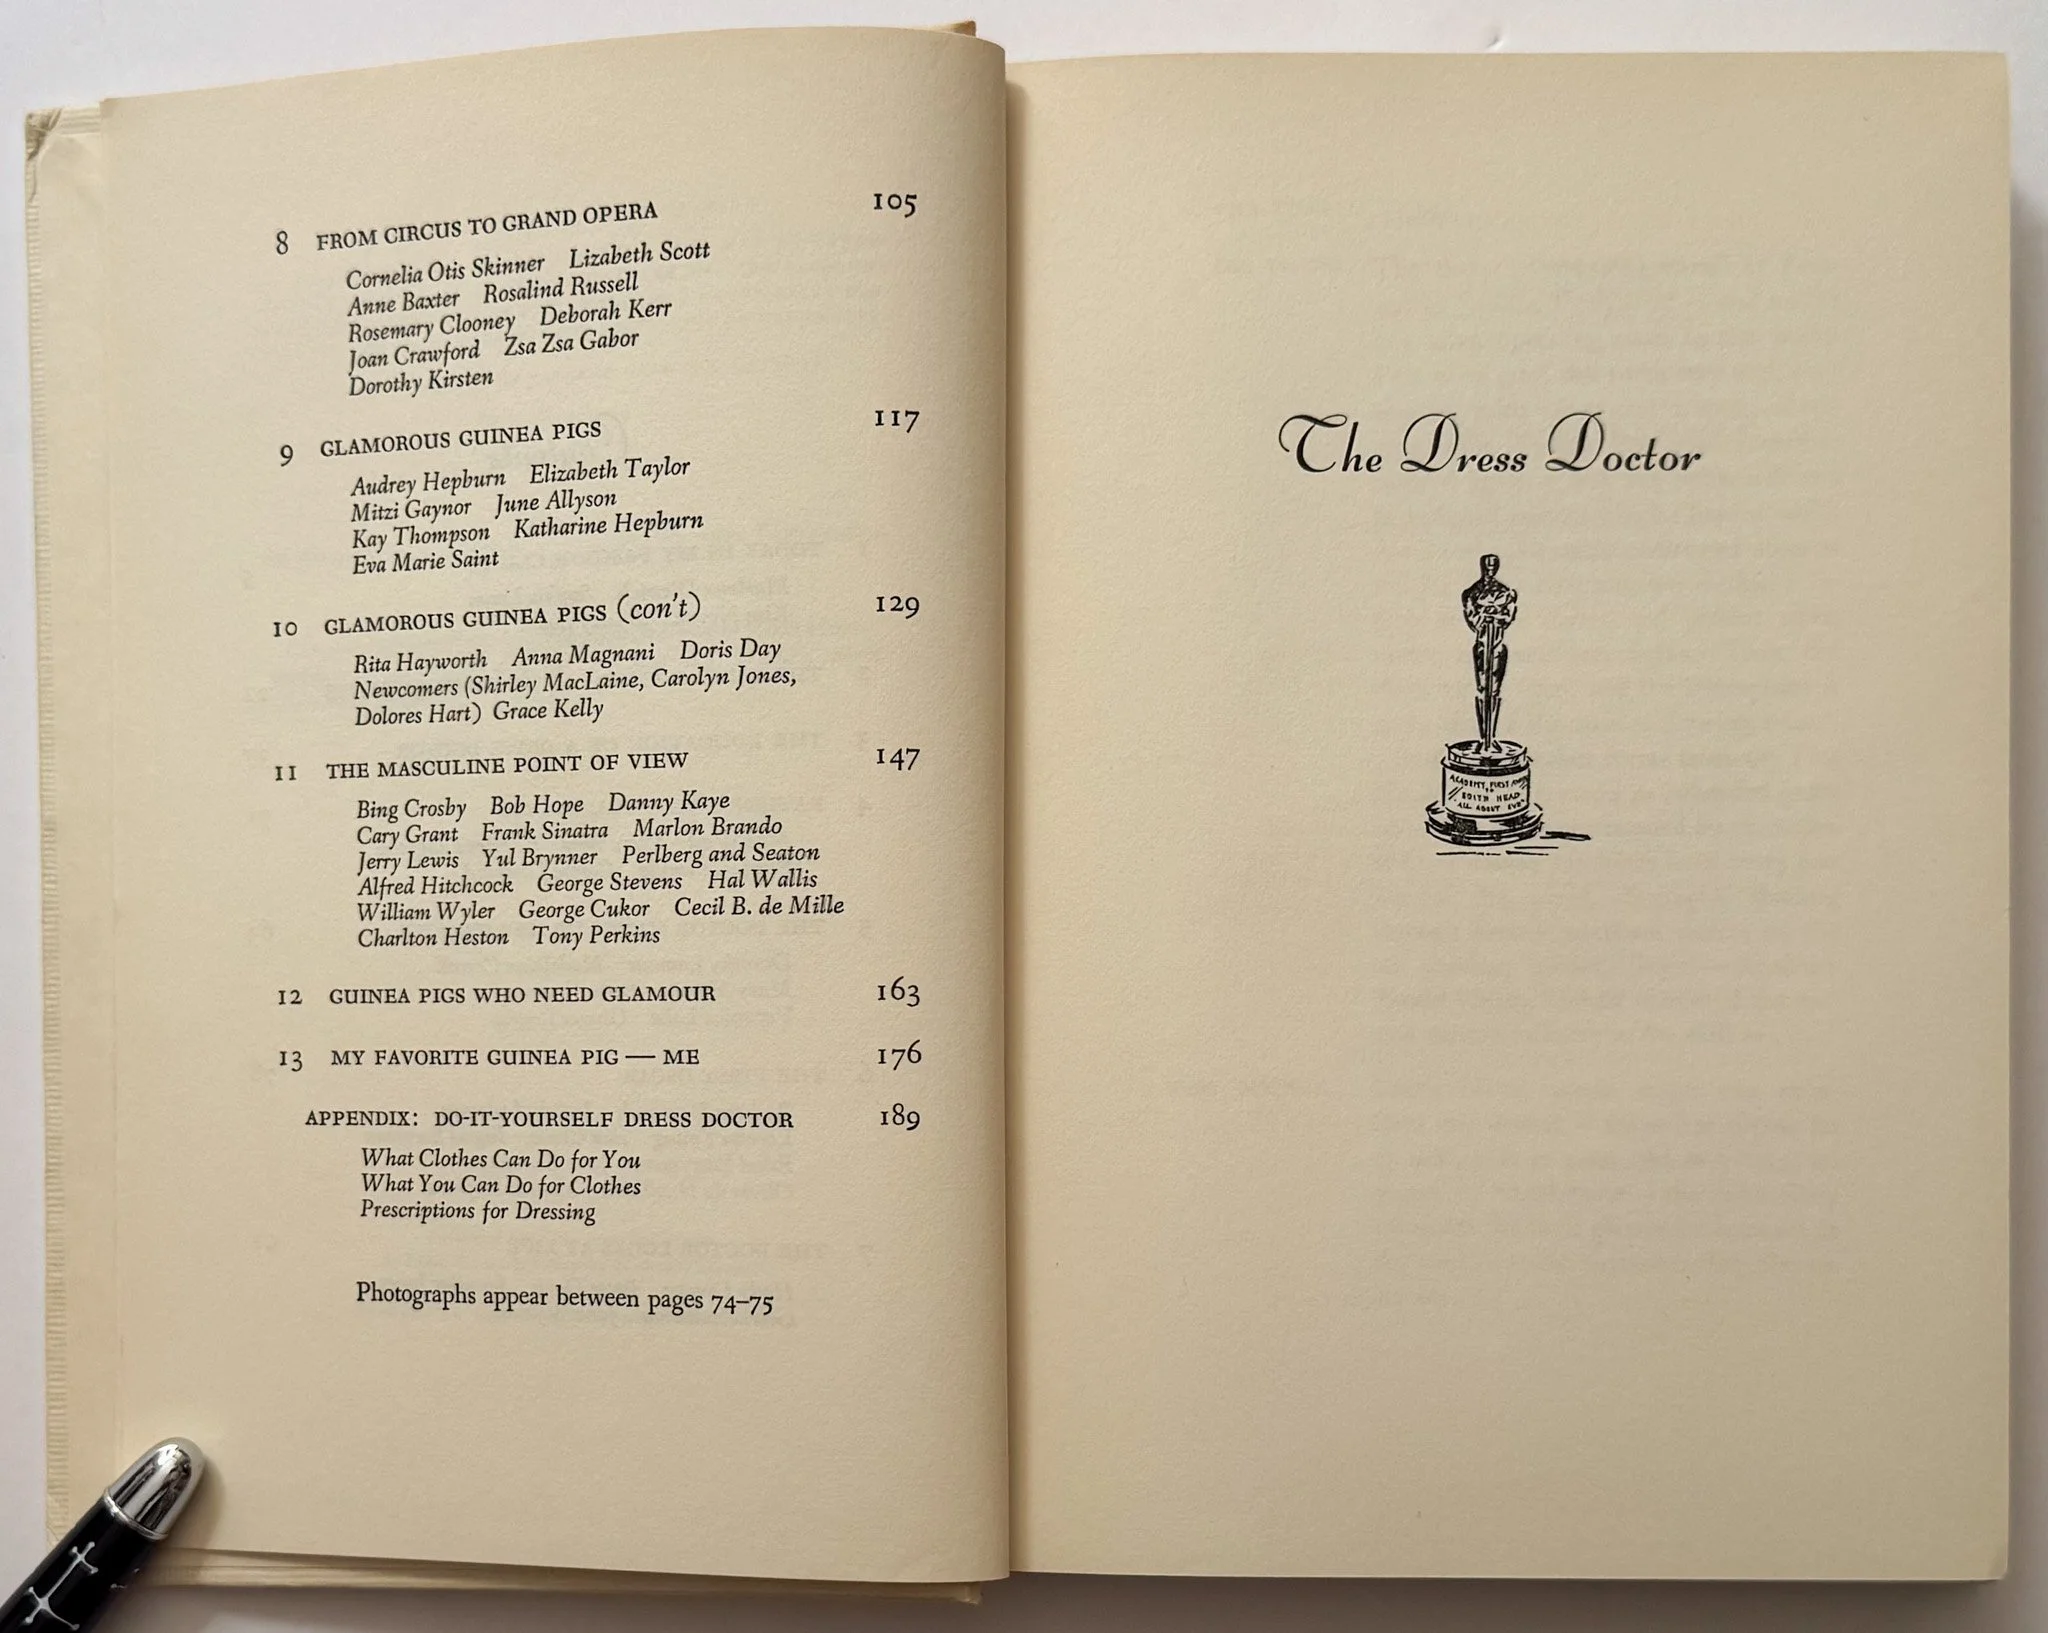 8 FROM CIRCUS TO GRAND OPERA 105
Cornelia Otis Skinner Lizabeth Scott
Anne Baxter Rosalind Russell
Rosemary Clooney Deborah Kerr
Joan Crawford Zsa Zsa Gabor
Dorothy Kirsten
9 GLAMOROUS GUINEA PIGS 117
Audrey Hepburn Elizabeth Taylor
Mitzi Gaynor June Allyson
Kay Thompson Katharine Hepburn
Eva Marie Saint
10 GLAMOROUS GUINEA PIGS (con't) 129
Rita Hayworth Anna Magnani Doris Day
Newcomers (Shirley MacLaine, Carolyn Jones,
Dolores Hart) Grace Kelly
11 THE MASCULINE POINT OF VIEW 147
Bing Crosby Bob Hope Danny Kaye
Cary Grant Frank Sinatra Marlon Brando
Jerry Lewis Yul Brynner Perlberg and Seaton
Alfred Hitchcock George Stevens Hal Wallis
William Wyler George Cukor Cecil B. de Mille
Charlton Heston Tony Perkins
12 GUINEA PIGS WHO NEED GLAMOUR 163
13 MY FAVORITE GUINEA PIG — ME 176
APPENDIX: DO-IT-YOURSELF DRESS DOCTOR 189
What Clothes Can Do for You
What You Can Do for Clothes
Prescriptions for Dressing
Photographs appear between pages 74–75
The Dress Doctor
ACADEMY FIRST
TO
EDITH HEAD
"ALL ABOUT EVE"